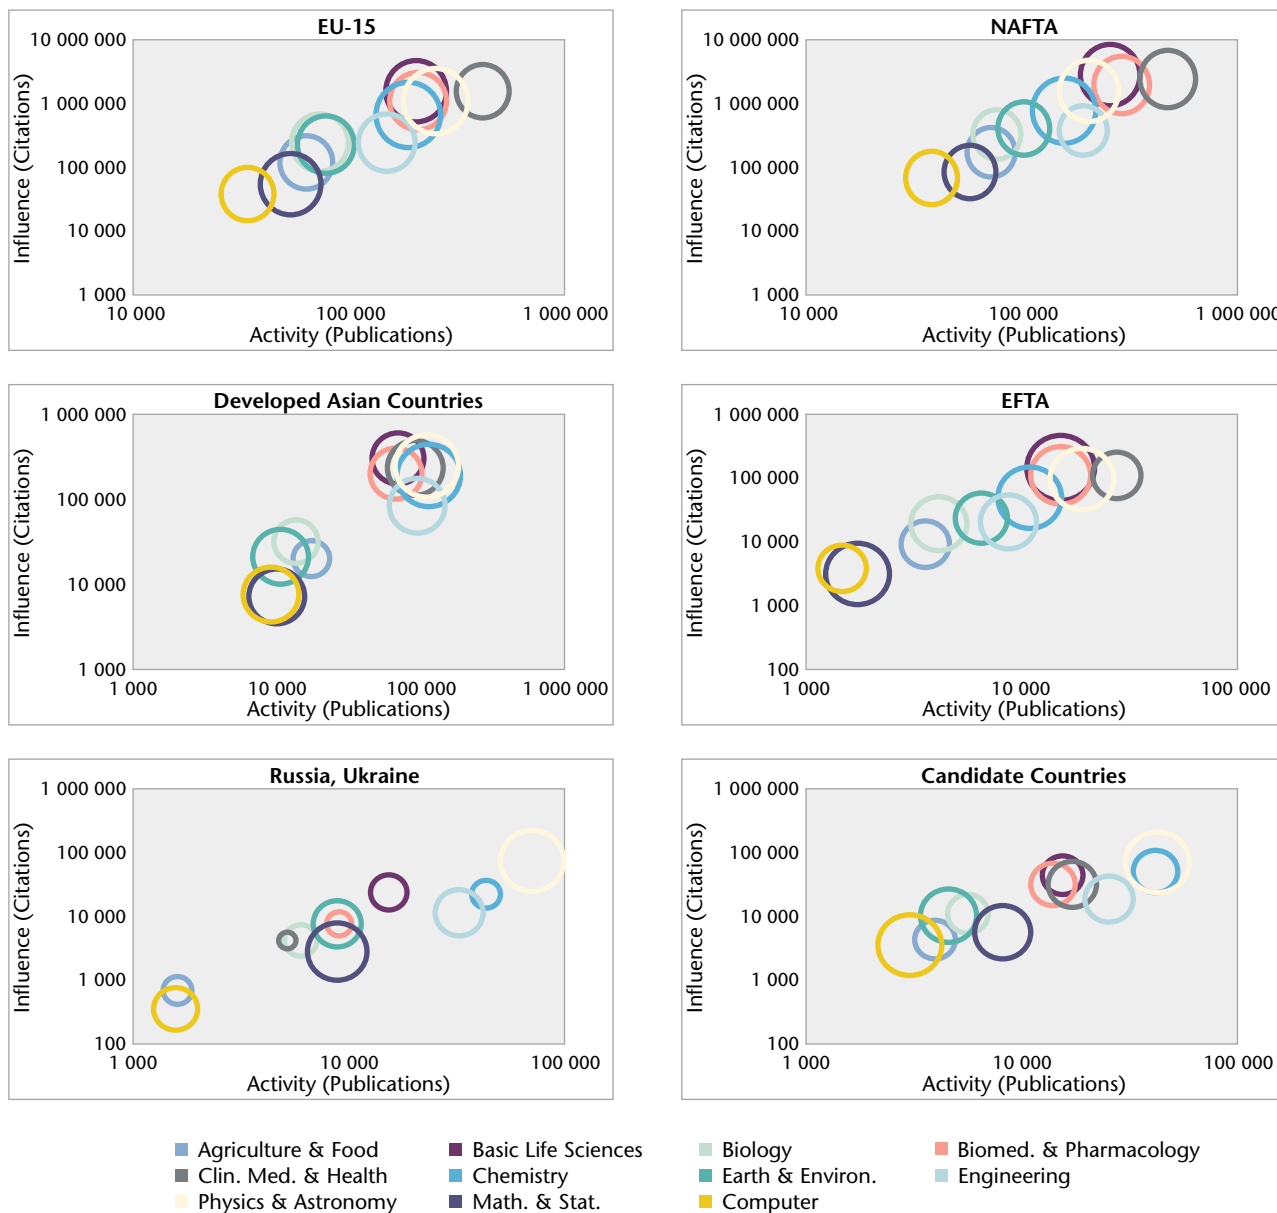 EU-15
10 000 000
1 000 000
100 000
10 000
1 000
Influence (Citations)
10 000 100 000 1 000 000
Activity (Publications)
NAFTA
10 000 000
1 000 000
100 000
10 000
1 000
Influence (Citations)
10 000 100 000 1 000 000
Activity (Publications)
Developed Asian Countries
1 000 000
100 000
10 000
1 000
Influence (Citations)
1 000 10 000 100 000 1 000 000
Activity (Publications)
EFTA
1 000 000
100 000
10 000
1 000
100
Influence (Citations)
1 000 10 000 100 000
Activity (Publications)
Russia, Ukraine
1 000 000
100 000
10 000
1 000
100
Influence (Citations)
1 000 10 000 100 000
Activity (Publications)
Candidate Countries
1 000 000
100 000
10 000
1 000
100
Influence (Citations)
1 000 10 000 100 000
Activity (Publications)
Agriculture & Food Basic Life Sciences Biology Biomed. & Pharmacology
Clin. Med. & Health Chemistry Earth & Environ. Engineering
Physics & Astronomy Math. & Stat. Computer